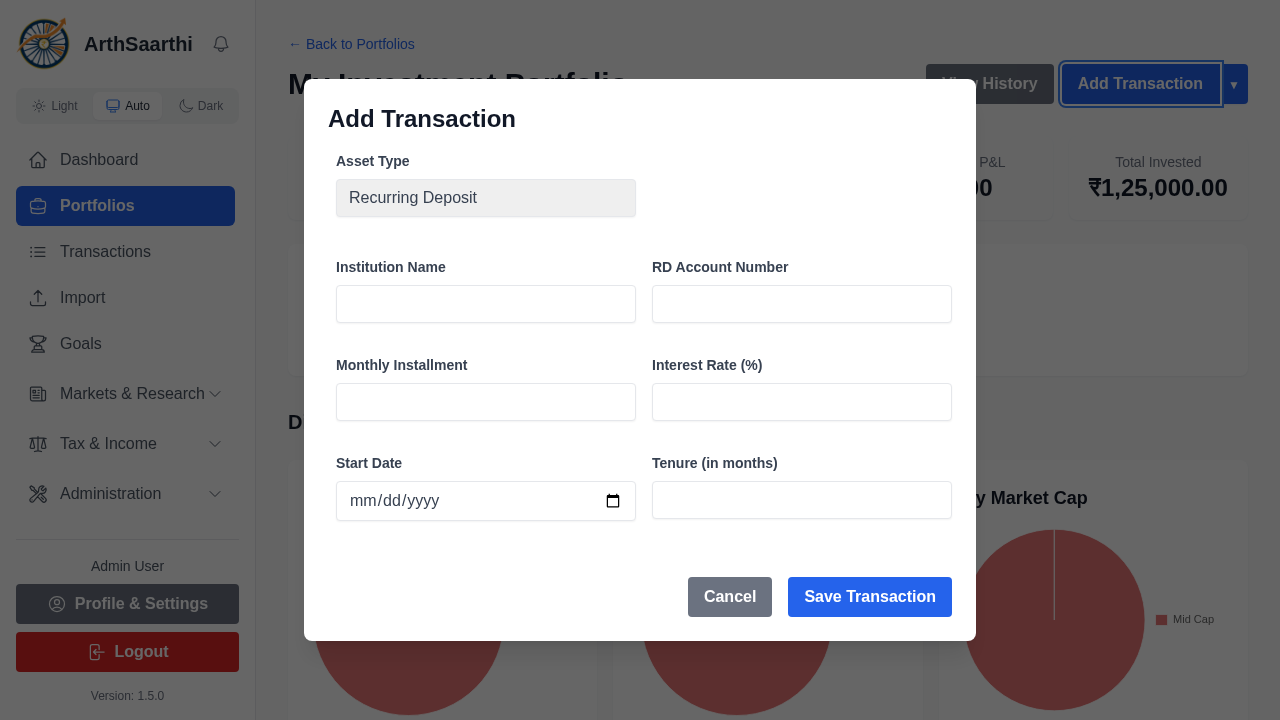 ArthSaarthi
Light
Auto
Dark
Dashboard
Portfolios
Transactions
Import
Goals
Markets & Research
Tax & Income
Administration
Admin User
Profile & Settings
Logout
Version: 1.5.0
← Back to Portfolios
My Investment Portfolio
History
Add Transaction
▾
P&L
Total Invested
₹1,25,000.00
Add Transaction
Asset Type
Recurring Deposit
Institution Name
RD Account Number
Monthly Installment
Interest Rate (%)
Start Date
Tenure (in months)
mm/dd/yyyy
Cancel
Save Transaction
Market Cap
Mid Cap